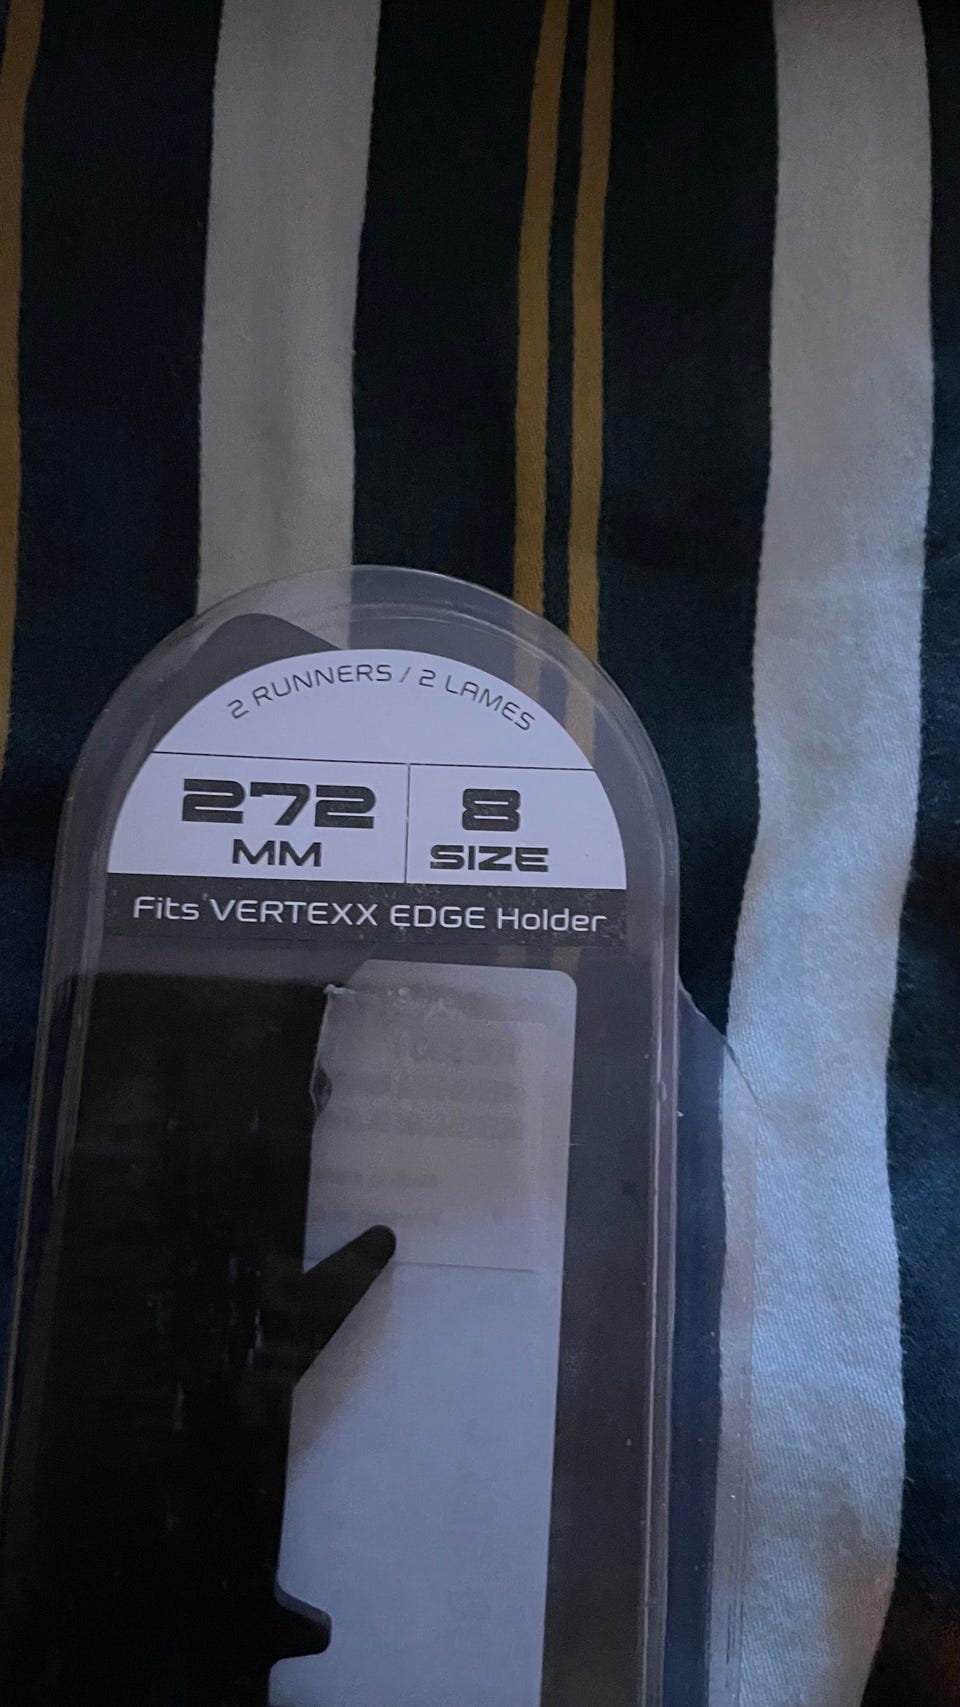 2 RUNNERS / 2 LAMES
272 8
MM SIZE
Fits VERTEXX EDGE Holder